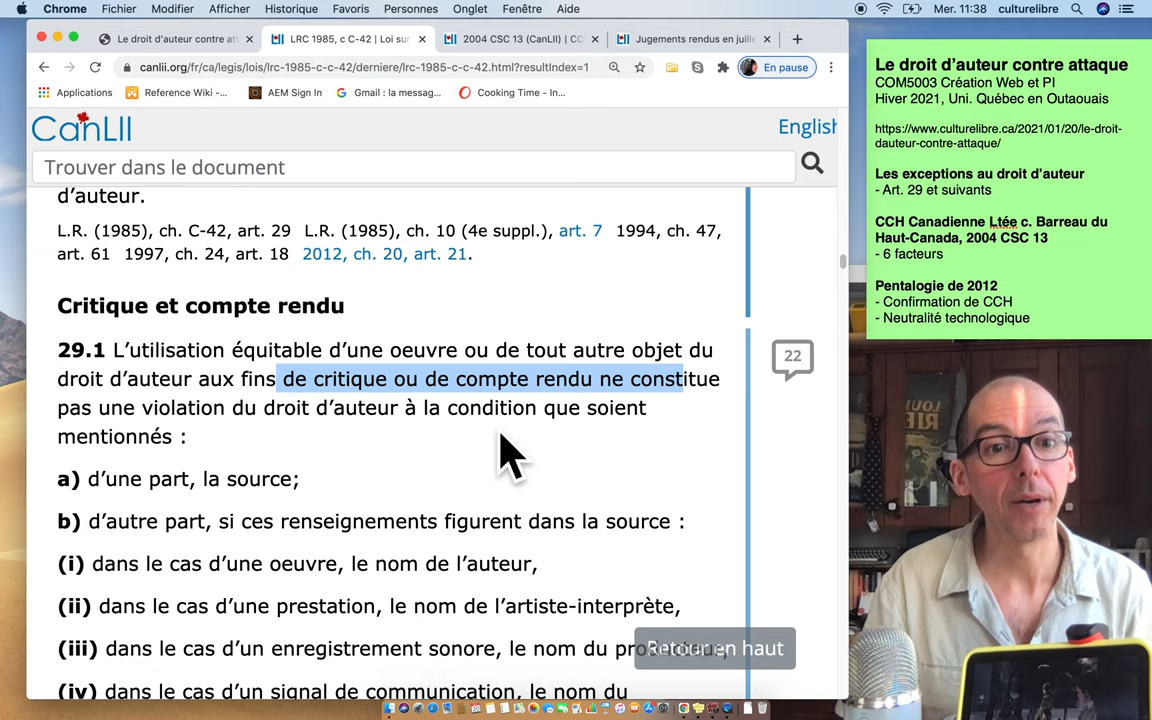 Chrome Fichier Modifier Afficher Historique Favoris Personnes Onglet Fenêtre Aide Mer. 11:38 culturelibre
Le droit d'auteur contre att
LRC 1985, c C-42 | Loi sur
2004 CSC 13 (CanLII) | CC
Jugements rendus en juille
canlii.org/fr/ca/legis/lois/lrc-1985-c-c-42/derniere/lrc-1985-c-c-42.html?resultIndex=1
En pause
Applications Reference Wiki -... AEM Sign In Gmail : la messag... Cooking Time - In...
CanLII
English
Trouver dans le document
d'auteur.
L.R. (1985), ch. C-42, art. 29 L.R. (1985), ch. 10 (4e suppl.), art. 7 1994, ch. 47,
art. 61 1997, ch. 24, art. 18 2012, ch. 20, art. 21.
Critique et compte rendu
29.1 L'utilisation équitable d'une oeuvre ou de tout autre objet du
droit d'auteur aux fins de critique ou de compte rendu ne constitue
pas une violation du droit d'auteur à la condition que soient
mentionnés :
22
a) d'une part, la source;
b) d'autre part, si ces renseignements figurent dans la source :
(i) dans le cas d'une oeuvre, le nom de l'auteur,
(ii) dans le cas d'une prestation, le nom de l'artiste-interprète,
(iii) dans le cas d'un enregistrement sonore, le nom du
Retour en haut
(iv) dans le cas d'un signal de communication, le nom du
Le droit d'auteur contre attaque
COM5003 Création Web et PI
Hiver 2021, Uni. Québec en Outaouais
https://www.culturelibre.ca/2021/01/20/le-droit-
dauteur-contre-attaque/
Les exceptions au droit d'auteur
- Art. 29 et suivants
CCH Canadienne Ltée c. Barreau du
Haut-Canada, 2004 CSC 13
- 6 facteurs
Pentalogie de 2012
- Confirmation de CCH
- Neutralité technologique